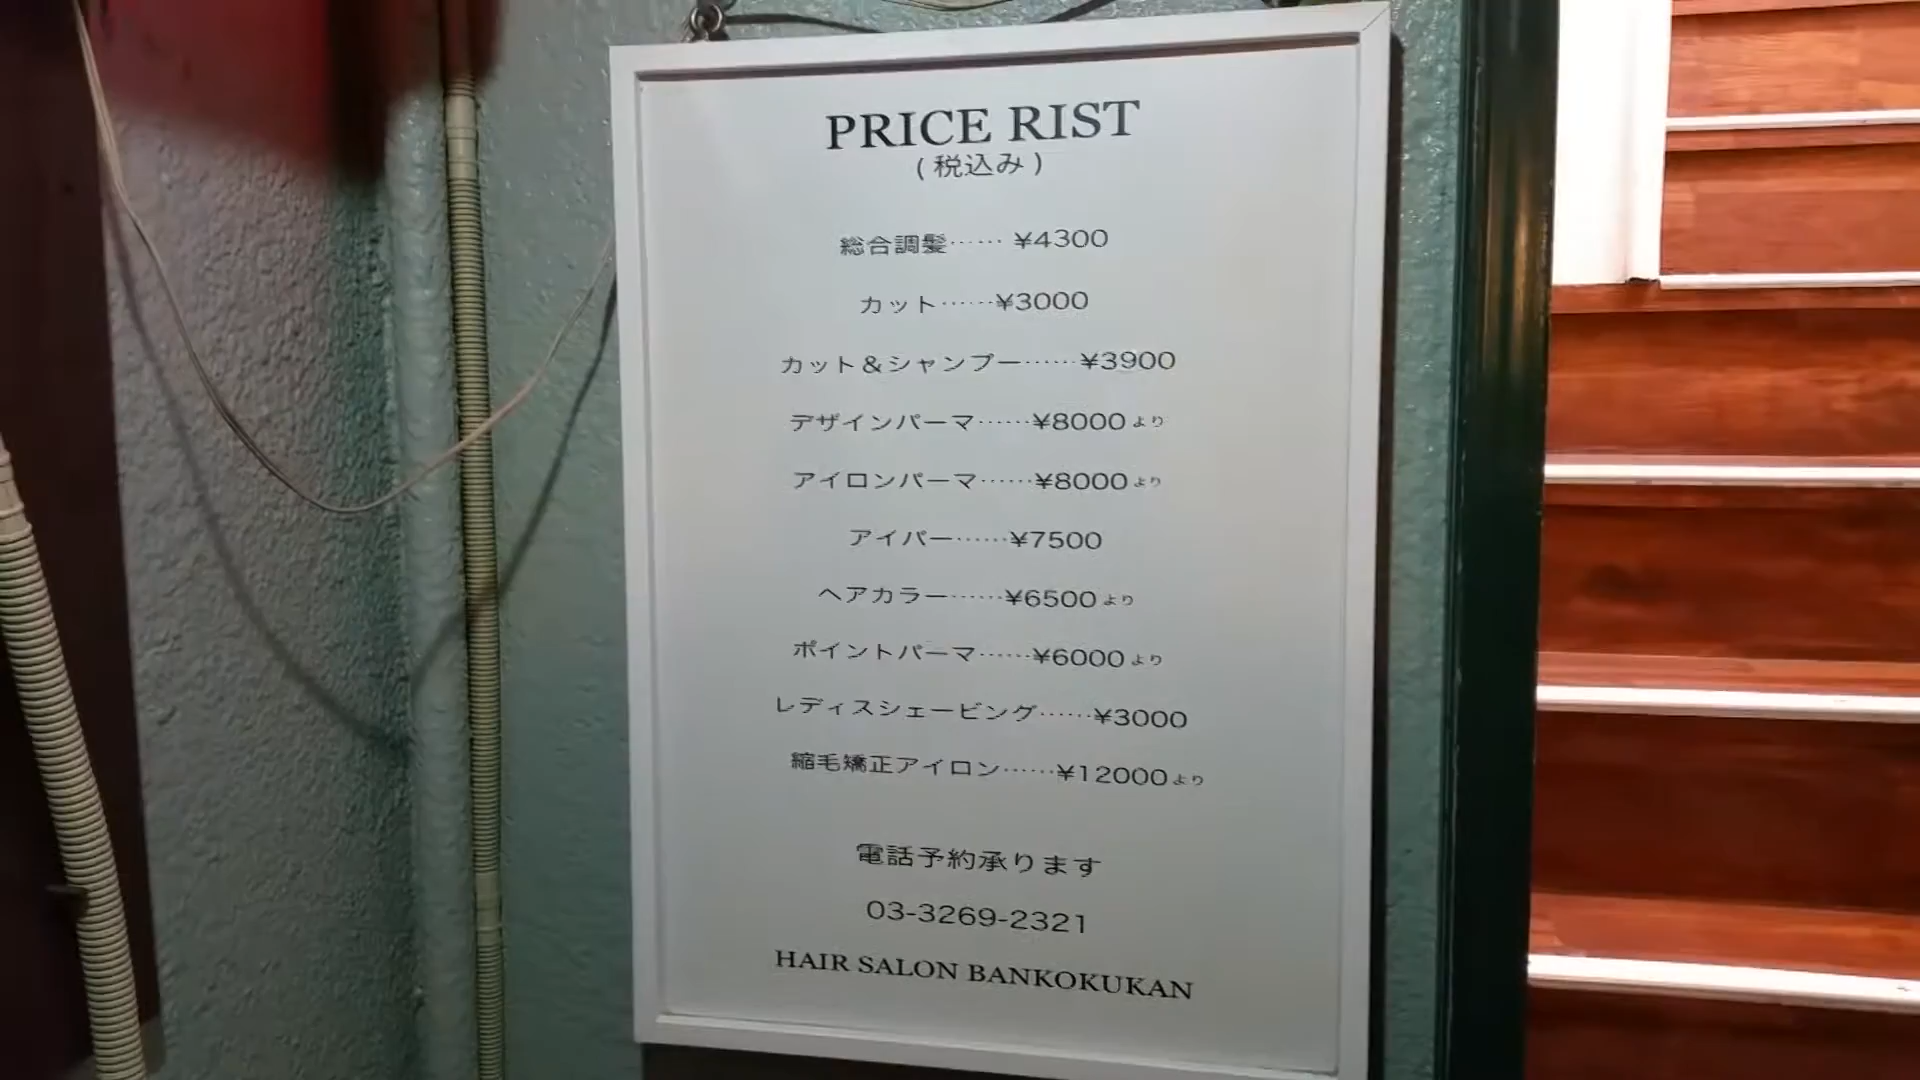 PRICE RIST
(税込み)
総合調髪…… ¥4300
カット……¥3000
カット&シャンプー……¥3900
デザインパーマ……¥8000より
アイロンパーマ……¥8000より
アイパー……¥7500
ヘアカラー……¥6500より
ポイントパーマ……¥6000より
レディスシェービング……¥3000
縮毛矯正アイロン……¥12000より
電話予約承ります
03-3269-2321
HAIR SALON BANKOKUKAN